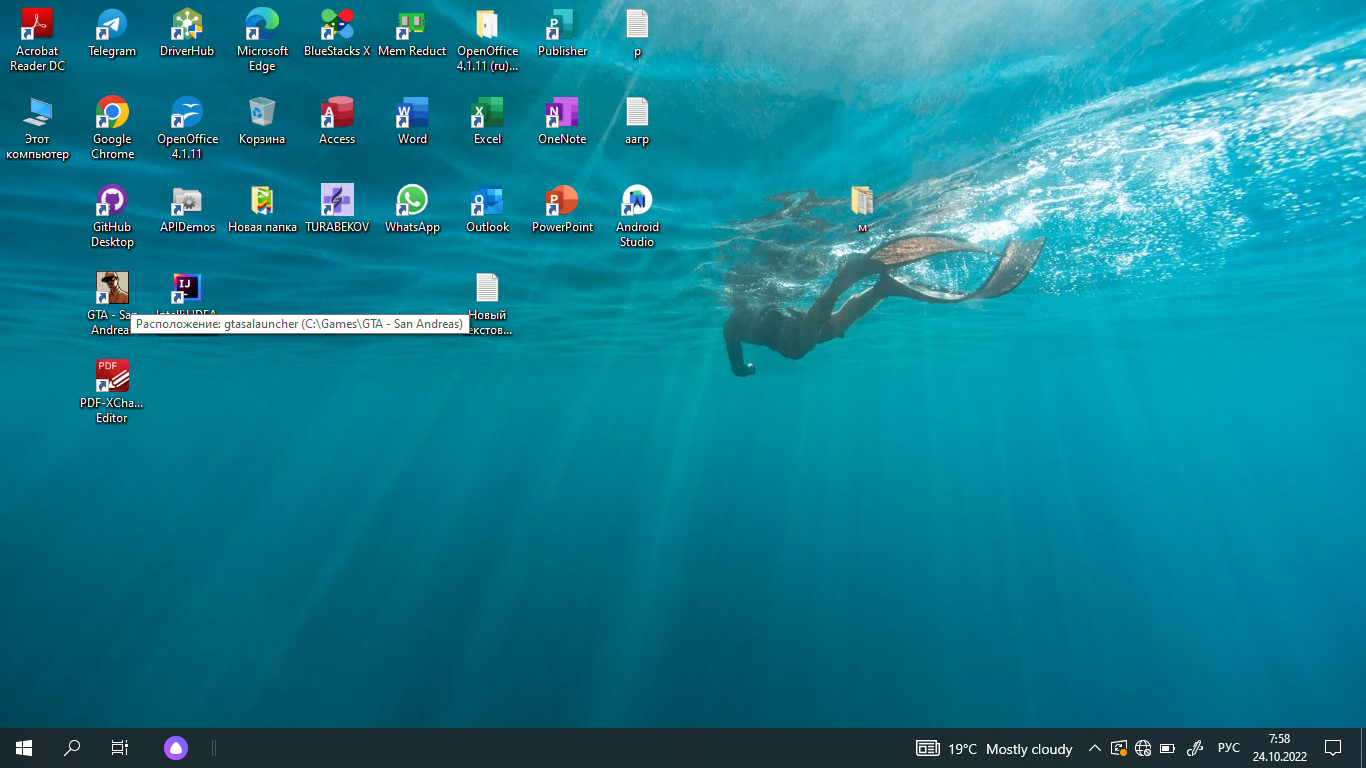 Acrobat
Reader DC
Telegram
DriverHub
Microsoft
Edge
BlueStacks X
Mem Reduct
OpenOffice
4.1.11 (ru)...
Publisher
р
Этот
компьютер
Google
Chrome
OpenOffice
4.1.11
Корзина
Access
Word
Excel
OneNote
аагр
GitHub
Desktop
APIDemos
Новая папка
TURABEKOV
WhatsApp
Outlook
PowerPoint
Android
Studio
м
GTA - San
Andreas
IntelliJ IDEA
Новый
текстов...
Расположение: gtasalauncher (C:\Games\GTA - San Andreas)
PDF
PDF-XCha...
Editor
19°C Mostly cloudy
РУС
7:58
24.10.2022